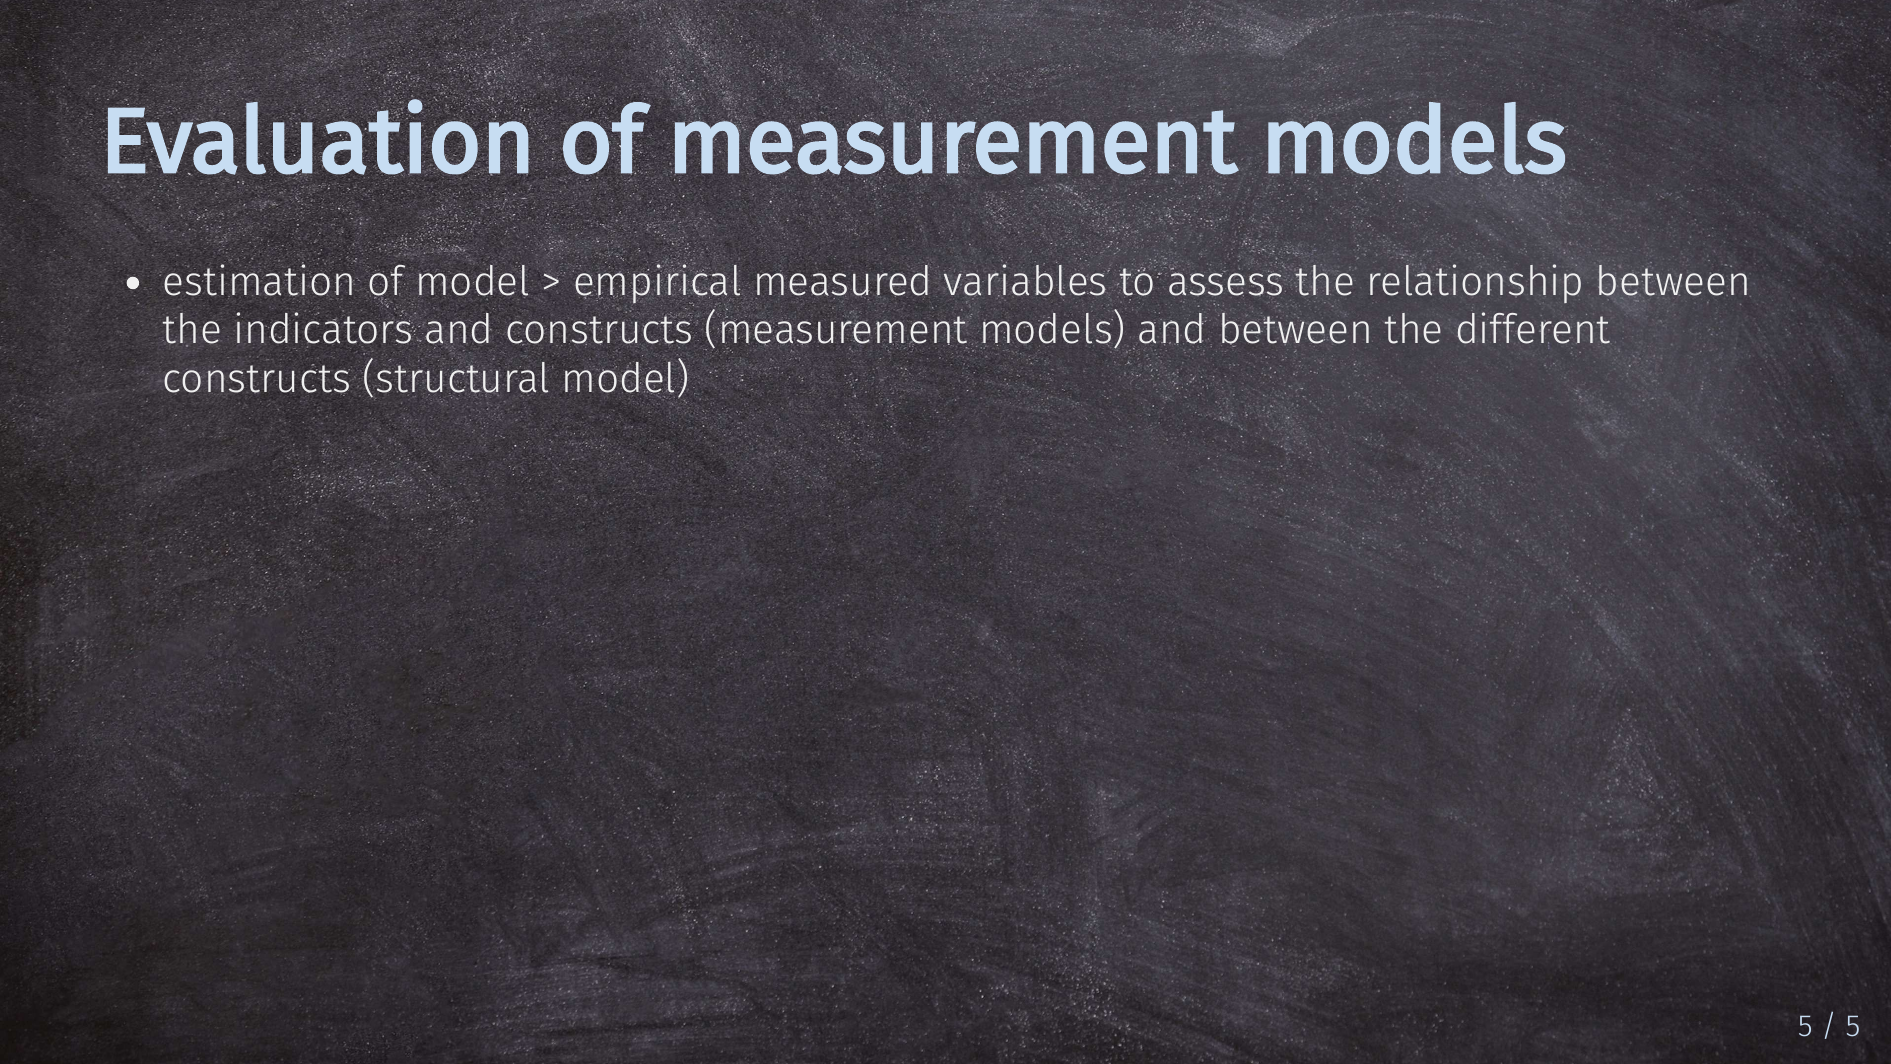 Evaluation of measurement models
• estimation of model > empirical measured variables to assess the relationship between
the indicators and constructs (measurement models) and between the different
constructs (structural model)
5 / 5